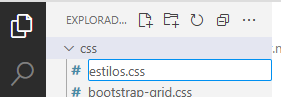 EXPLORAD...
css
# estilos.css
# bootstrap-grid.css